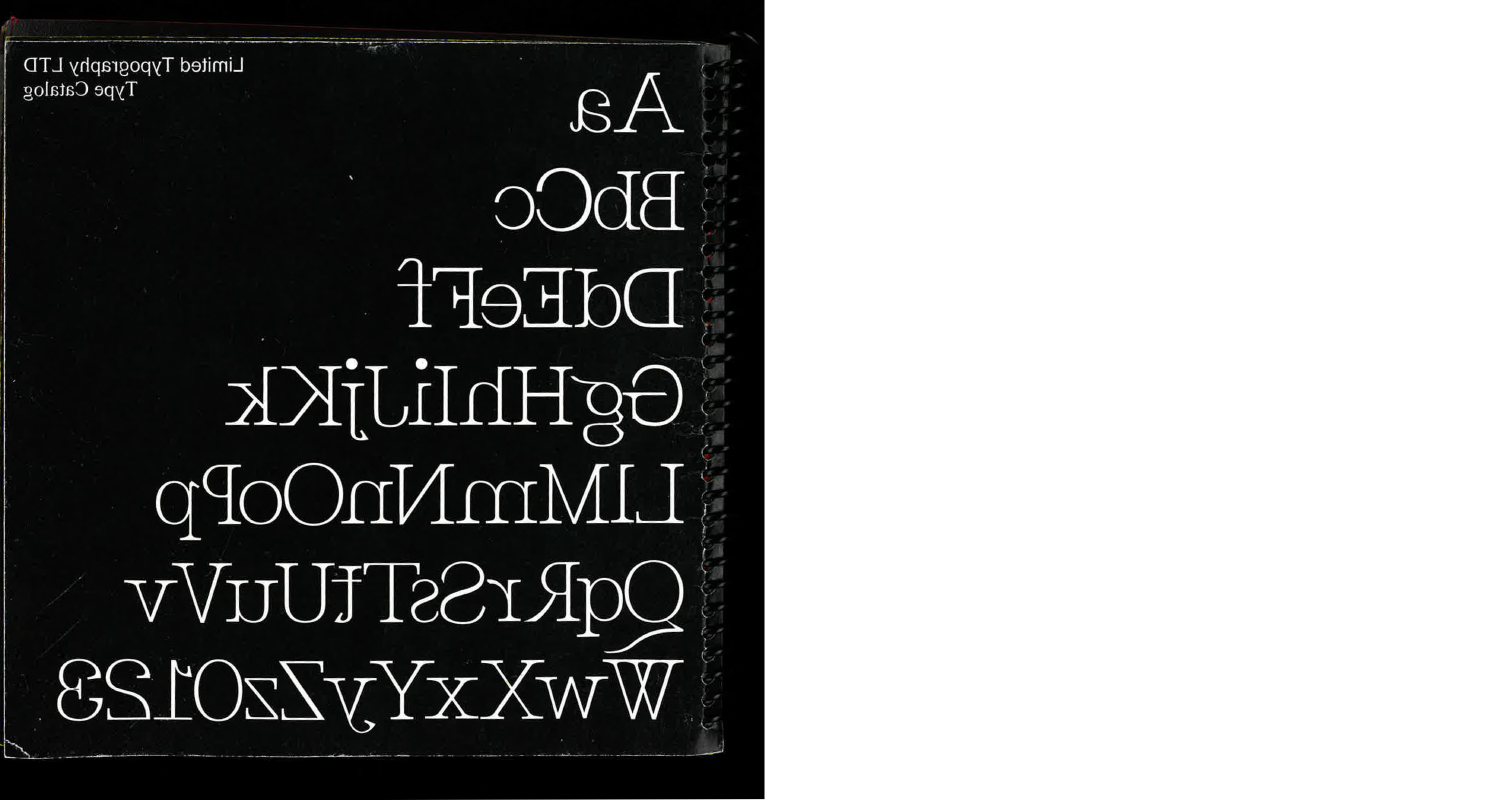 Limited Typography LTD
Type Catalog
Aa
BbCc
DdEeFf
GgHhIiJjKk
LlMmNnOoPp
QqRrSsTtUuVv
WwXxYyZz0123